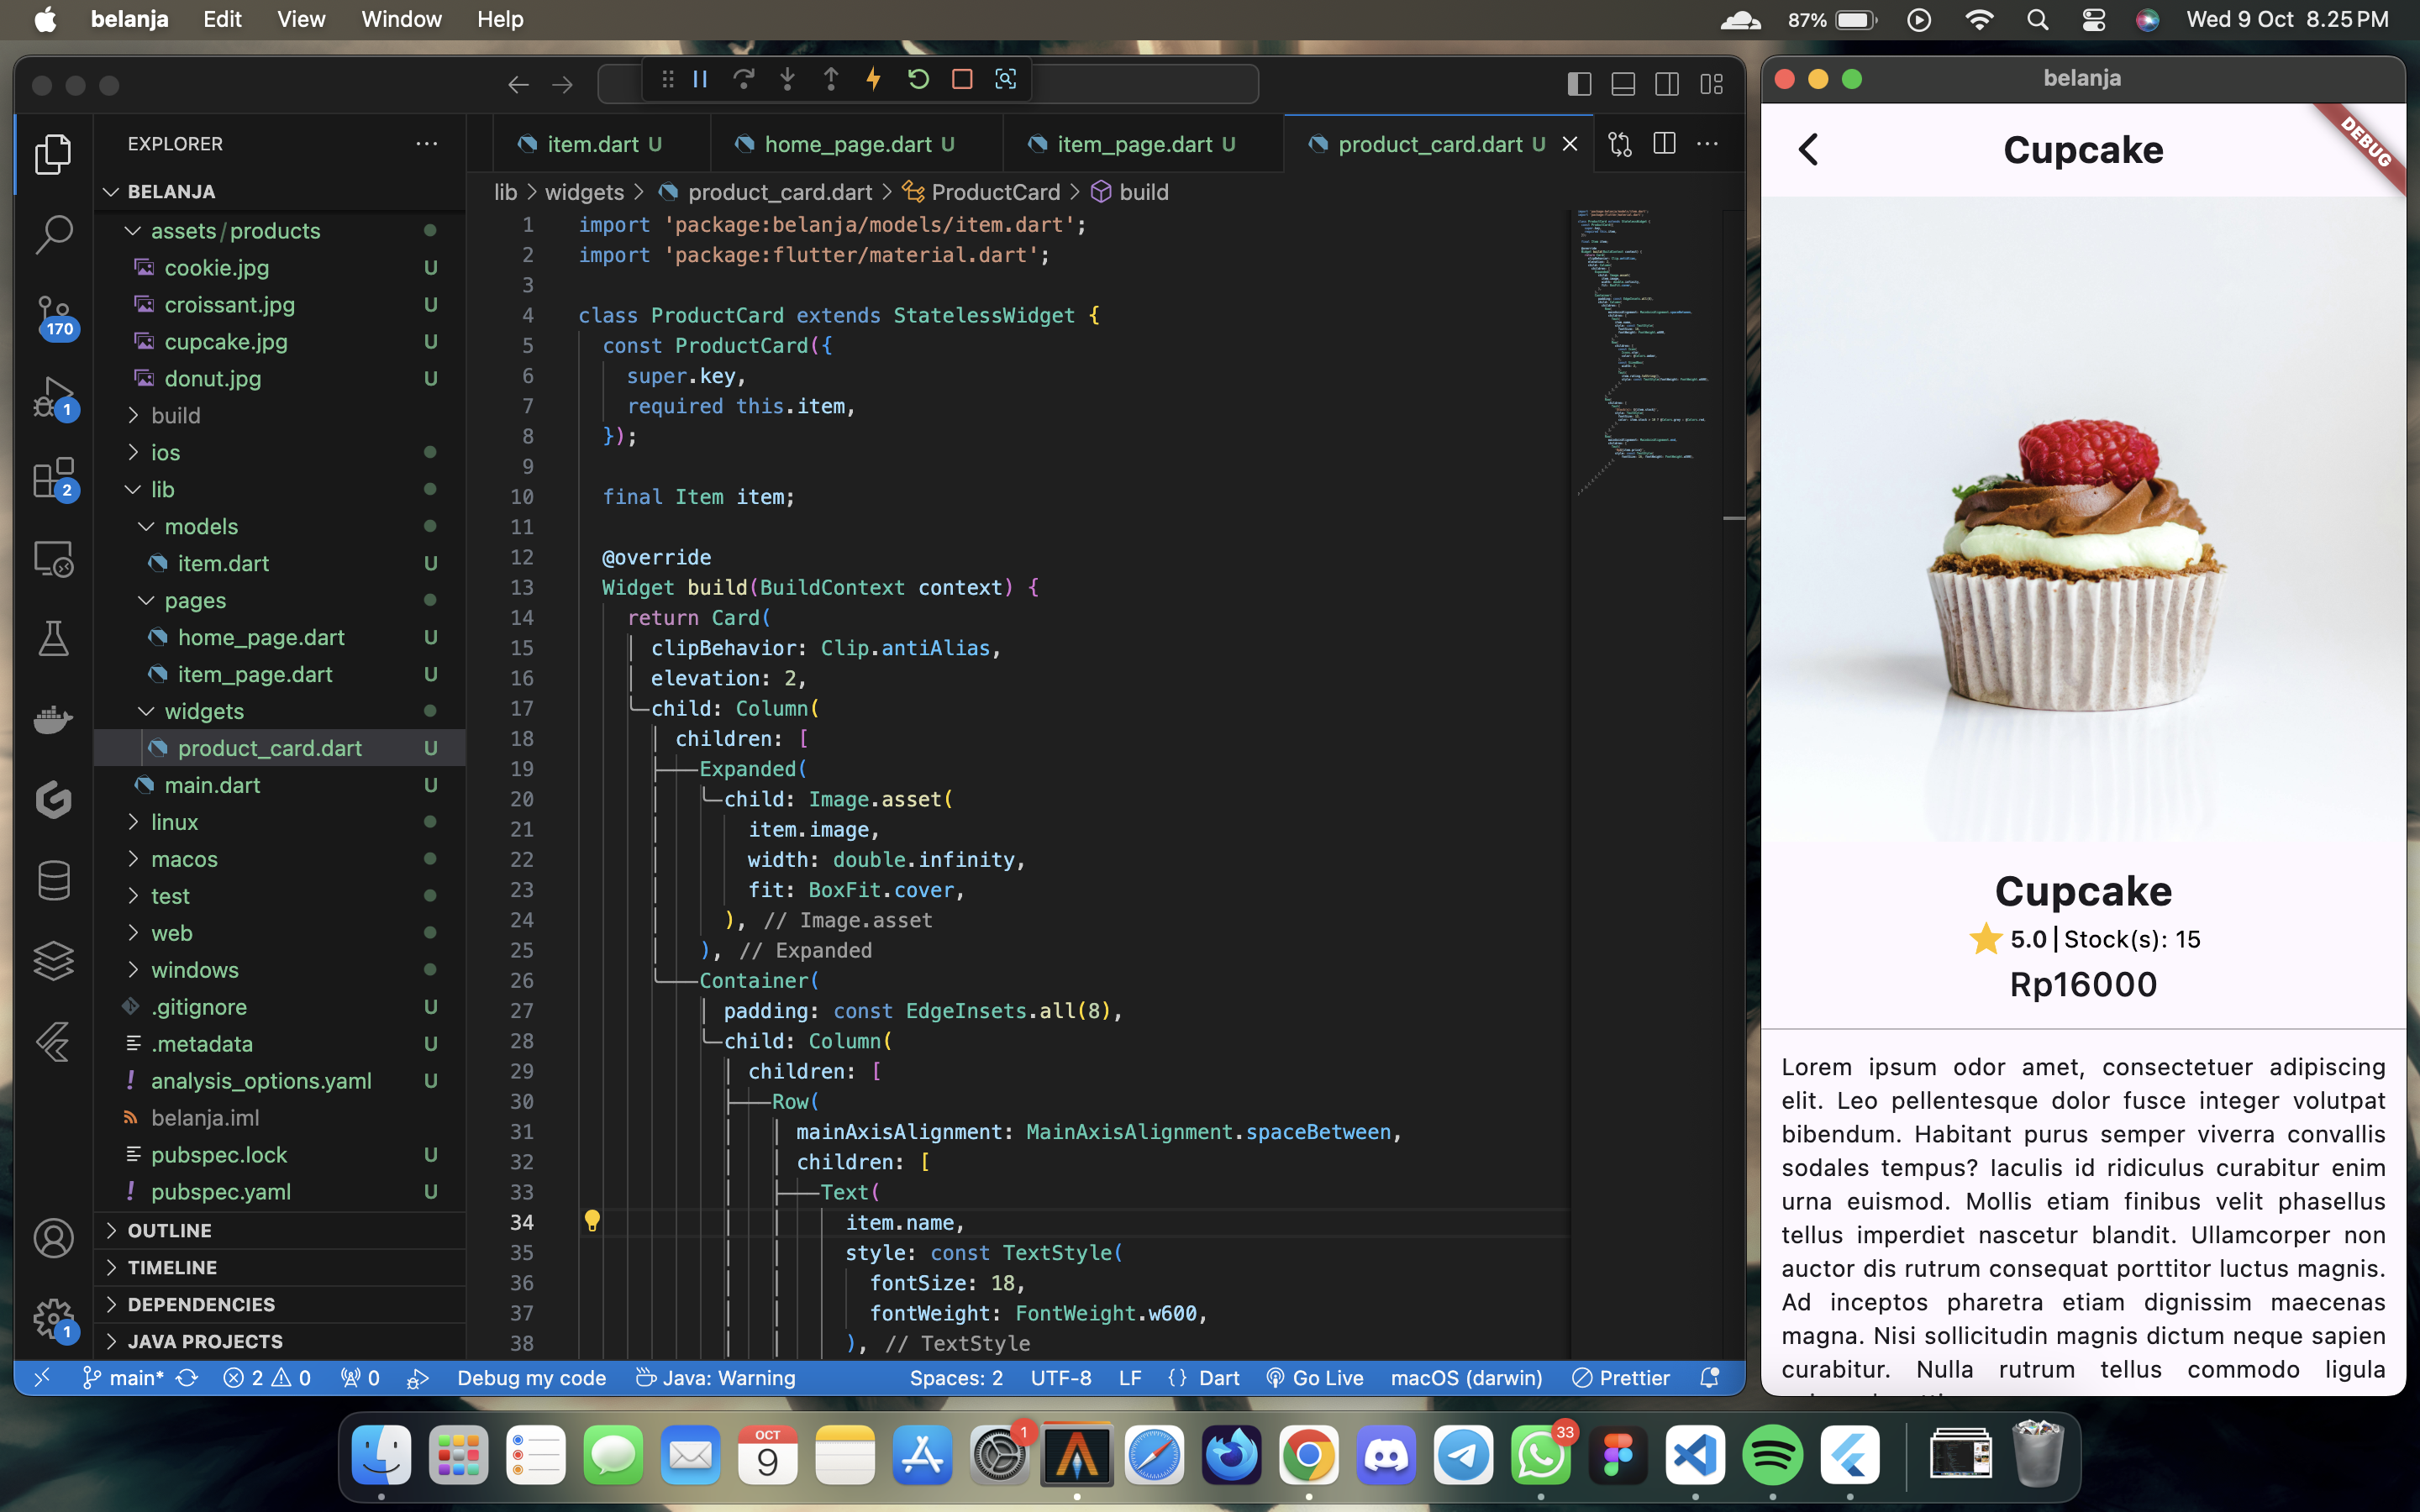 belanja Edit View Window Help
87% Wed 9 Oct 8.25 PM
EXPLORER
BELANJA
assets/products
cookie.jpg U
croissant.jpg U
cupcake.jpg U
donut.jpg U
build
ios
lib
models
item.dart U
pages
home_page.dart U
item_page.dart U
widgets
product_card.dart U
main.dart U
linux
macos
test
web
windows
.gitignore U
.metadata U
analysis_options.yaml U
belanja.iml
pubspec.lock U
pubspec.yaml U
OUTLINE
TIMELINE
DEPENDENCIES
JAVA PROJECTS
170
1
2
1
item.dart U home_page.dart U item_page.dart U product_card.dart U
lib > widgets > product_card.dart > ProductCard > build
1 import 'package:belanja/models/item.dart';
2 import 'package:flutter/material.dart';
3
4 class ProductCard extends StatelessWidget {
5 const ProductCard({
6 super.key,
7 required this.item,
8 });
9
10 final Item item;
11
12 @override
13 Widget build(BuildContext context) {
14 return Card(
15 clipBehavior: Clip.antiAlias,
16 elevation: 2,
17 child: Column(
18 children: [
19 Expanded(
20 child: Image.asset(
21 item.image,
22 width: double.infinity,
23 fit: BoxFit.cover,
24 ), // Image.asset
25 ), // Expanded
26 Container(
27 padding: const EdgeInsets.all(8),
28 child: Column(
29 children: [
30 Row(
31 mainAxisAlignment: MainAxisAlignment.spaceBetween,
32 children: [
33 Text(
34 item.name,
35 style: const TextStyle(
36 fontSize: 18,
37 fontWeight: FontWeight.w600,
38 ), // TextStyle
main* 2 0 0 Debug my code Java: Warning Spaces: 2 UTF-8 LF {} Dart Go Live macOS (darwin) Prettier
belanja
DEBUG
Cupcake
Cupcake
5.0 | Stock(s): 15
Rp16000
Lorem ipsum odor amet, consectetuer adipiscing
elit. Leo pellentesque dolor fusce integer volutpat
bibendum. Habitant purus semper viverra convallis
sodales tempus? Iaculis id ridiculus curabitur enim
urna euismod. Mollis etiam finibus velit phasellus
tellus imperdiet nascetur blandit. Ullamcorper non
auctor dis rutrum consequat porttitor luctus magnis.
Ad inceptos pharetra etiam dignissim maecenas
magna. Nisi sollicitudin magnis dictum neque sapien
curabitur. Nulla rutrum tellus commodo ligula
OCT
9
1
33